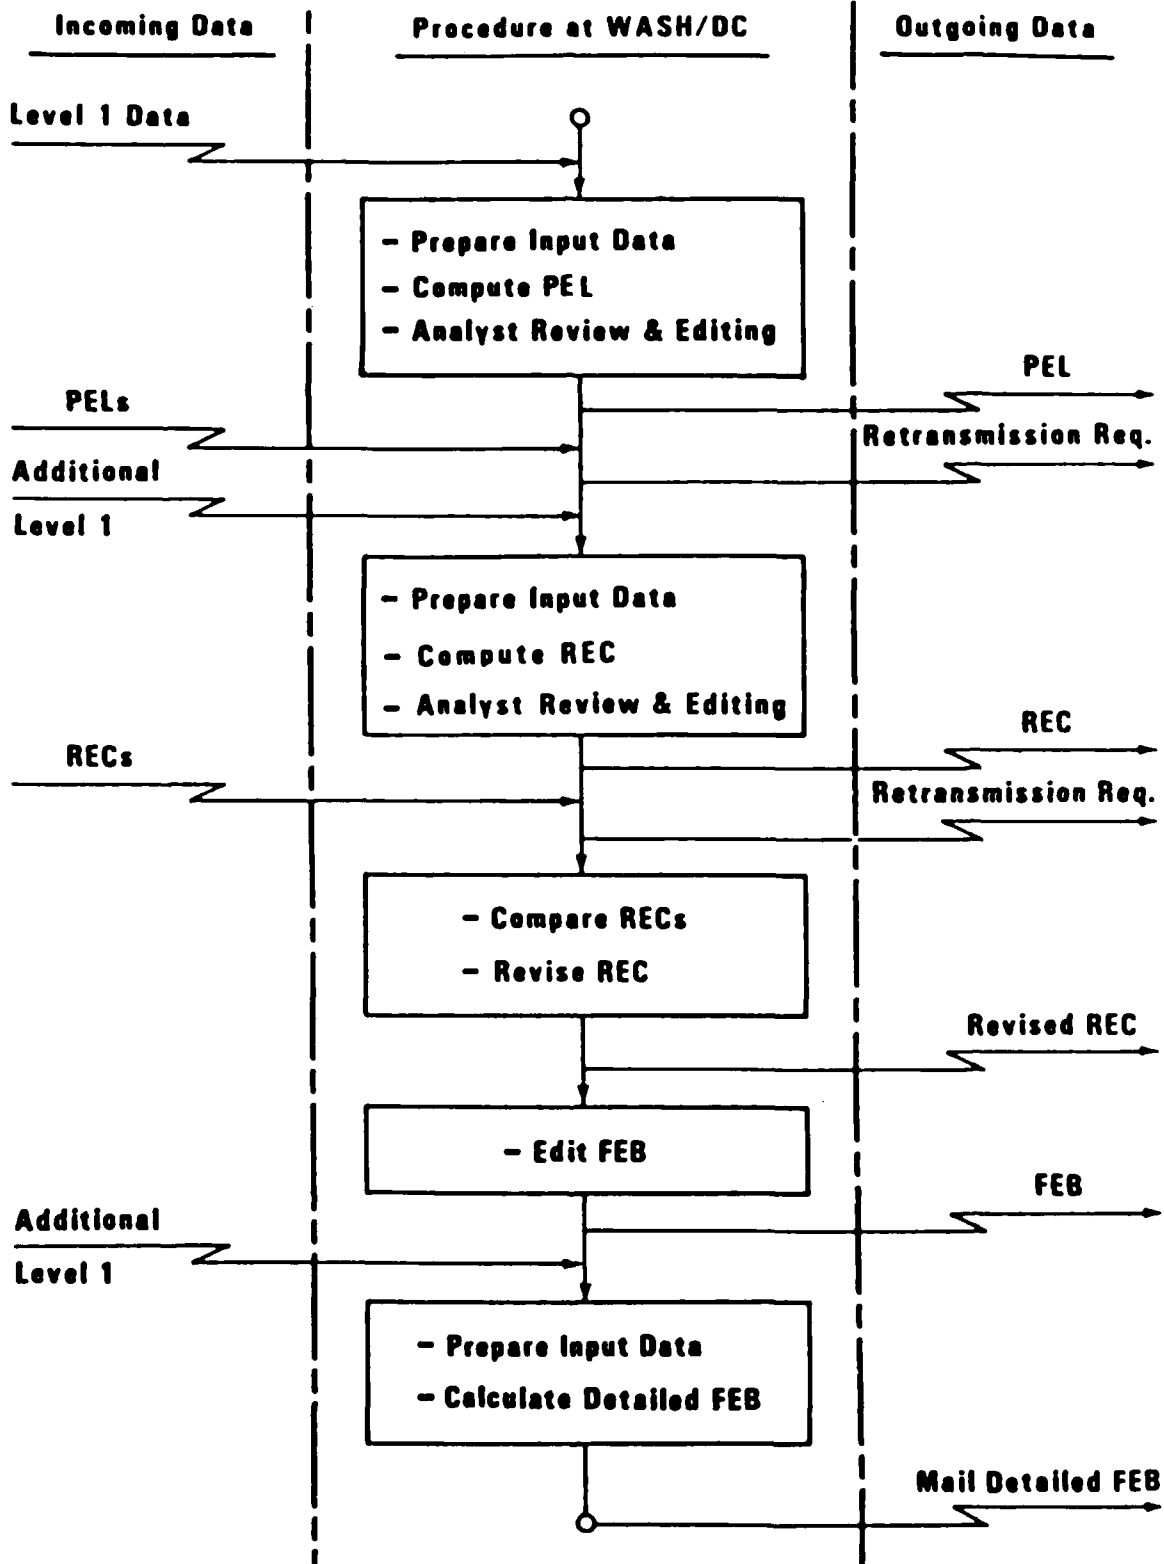 Incoming Data
Procedure at WASH/DC
Outgoing Data
Level 1 Data
- Prepare Input Data
- Compute PEL
- Analyst Review & Editing
PEL
PELs
Retransmission Req.
Additional
Level 1
- Prepare Input Data
- Compute REC
- Analyst Review & Editing
REC
RECs
Retransmission Req.
- Compare RECs
- Revise REC
Revised REC
- Edit FEB
FEB
Additional
Level 1
- Prepare Input Data
- Calculate Detailed FEB
Mail Detailed FEB